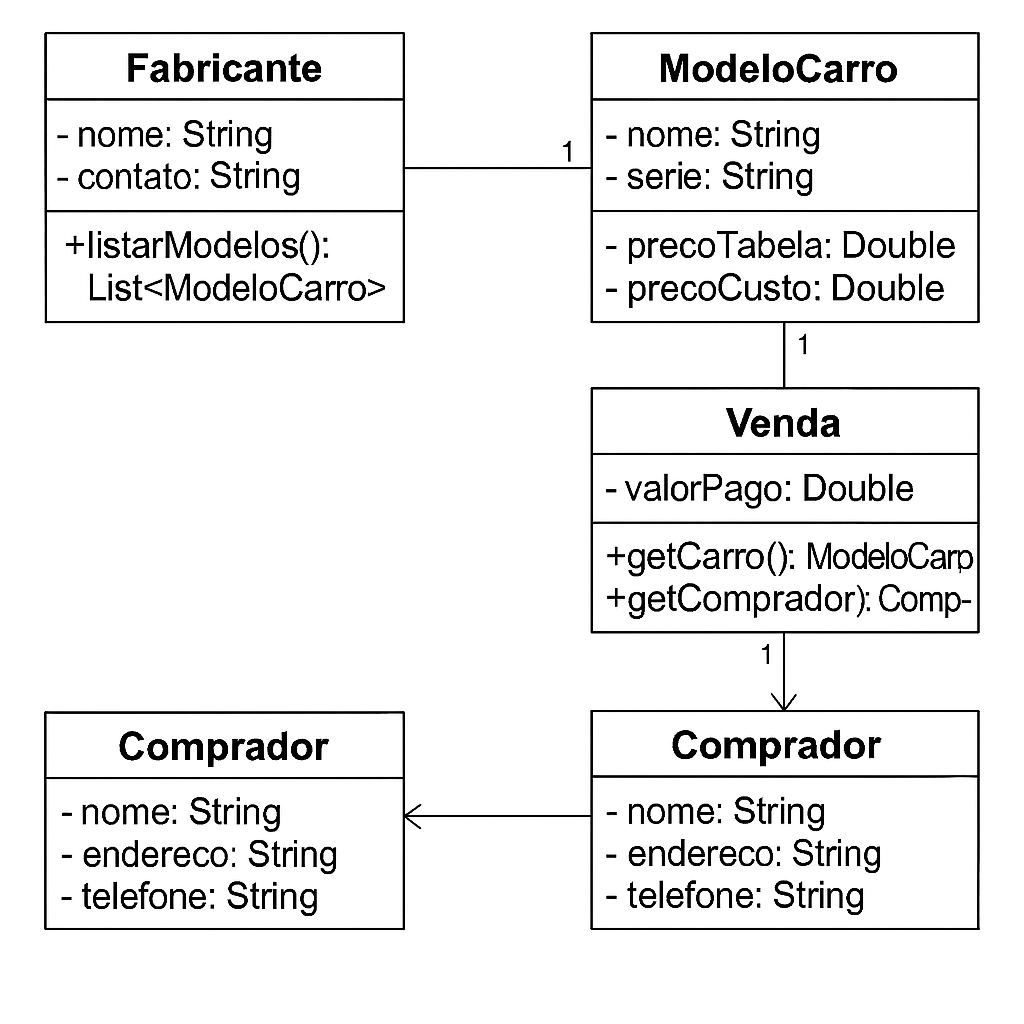 Fabricante
- nome: String
- contato: String
+listarModelos():
List<ModeloCarro>
1
ModeloCarro
- nome: String
- serie: String
- precoTabela: Double
- precoCusto: Double
1
Venda
- valorPago: Double
+getCarro(): ModeloCarp
+getComprador): Comp-
1
Comprador
- nome: String
- endereco: String
- telefone: String
Comprador
- nome: String
- endereco: String
- telefone: String